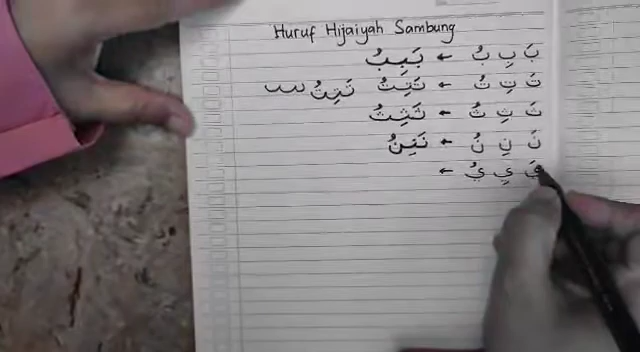 Huruf Hijaiyah Sambung
بَ بِ بُ ← بَبِبُ
تَ تِ تُ ← تَتِتُ تَتِتُ
ثَ ثِ ثُ ← ثَثِثُ
نَ نِ نُ ← نَنِنُ
يَ يِ يُ ←